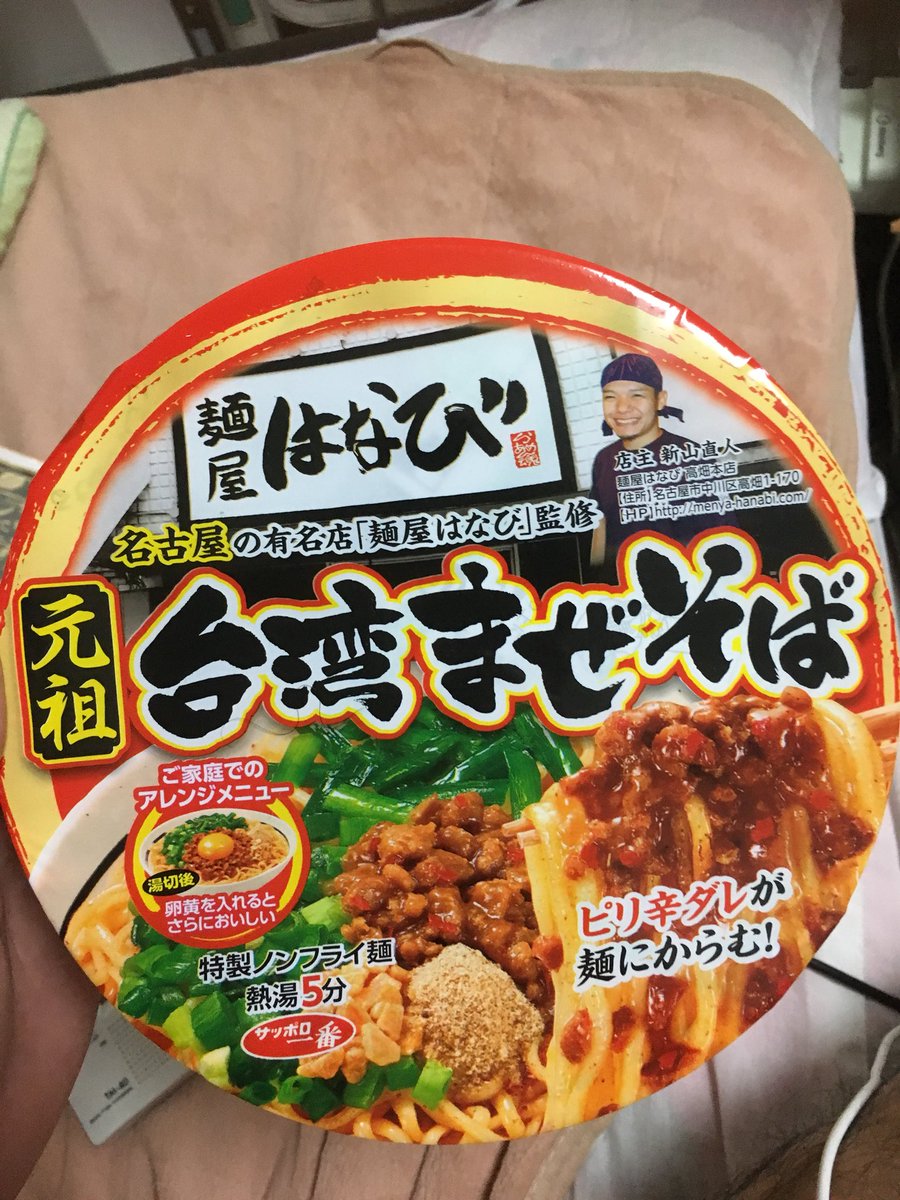 麺屋
はなび
らあめん魂
店主 新山直人
麺屋はなび 高畑本店
【住所】名古屋市中川区高畑1-170
【HP】http://menya-hanabi.com/
名古屋の有名店「麺屋はなび」監修
元祖
台湾まぜそば
ご家庭での
アレンジメニュー
湯切後
卵黄を入れると
さらにおいしい
ピリ辛ダレが
麺にからむ!
特製ノンフライ麺
熱湯5分
サッポロ一番